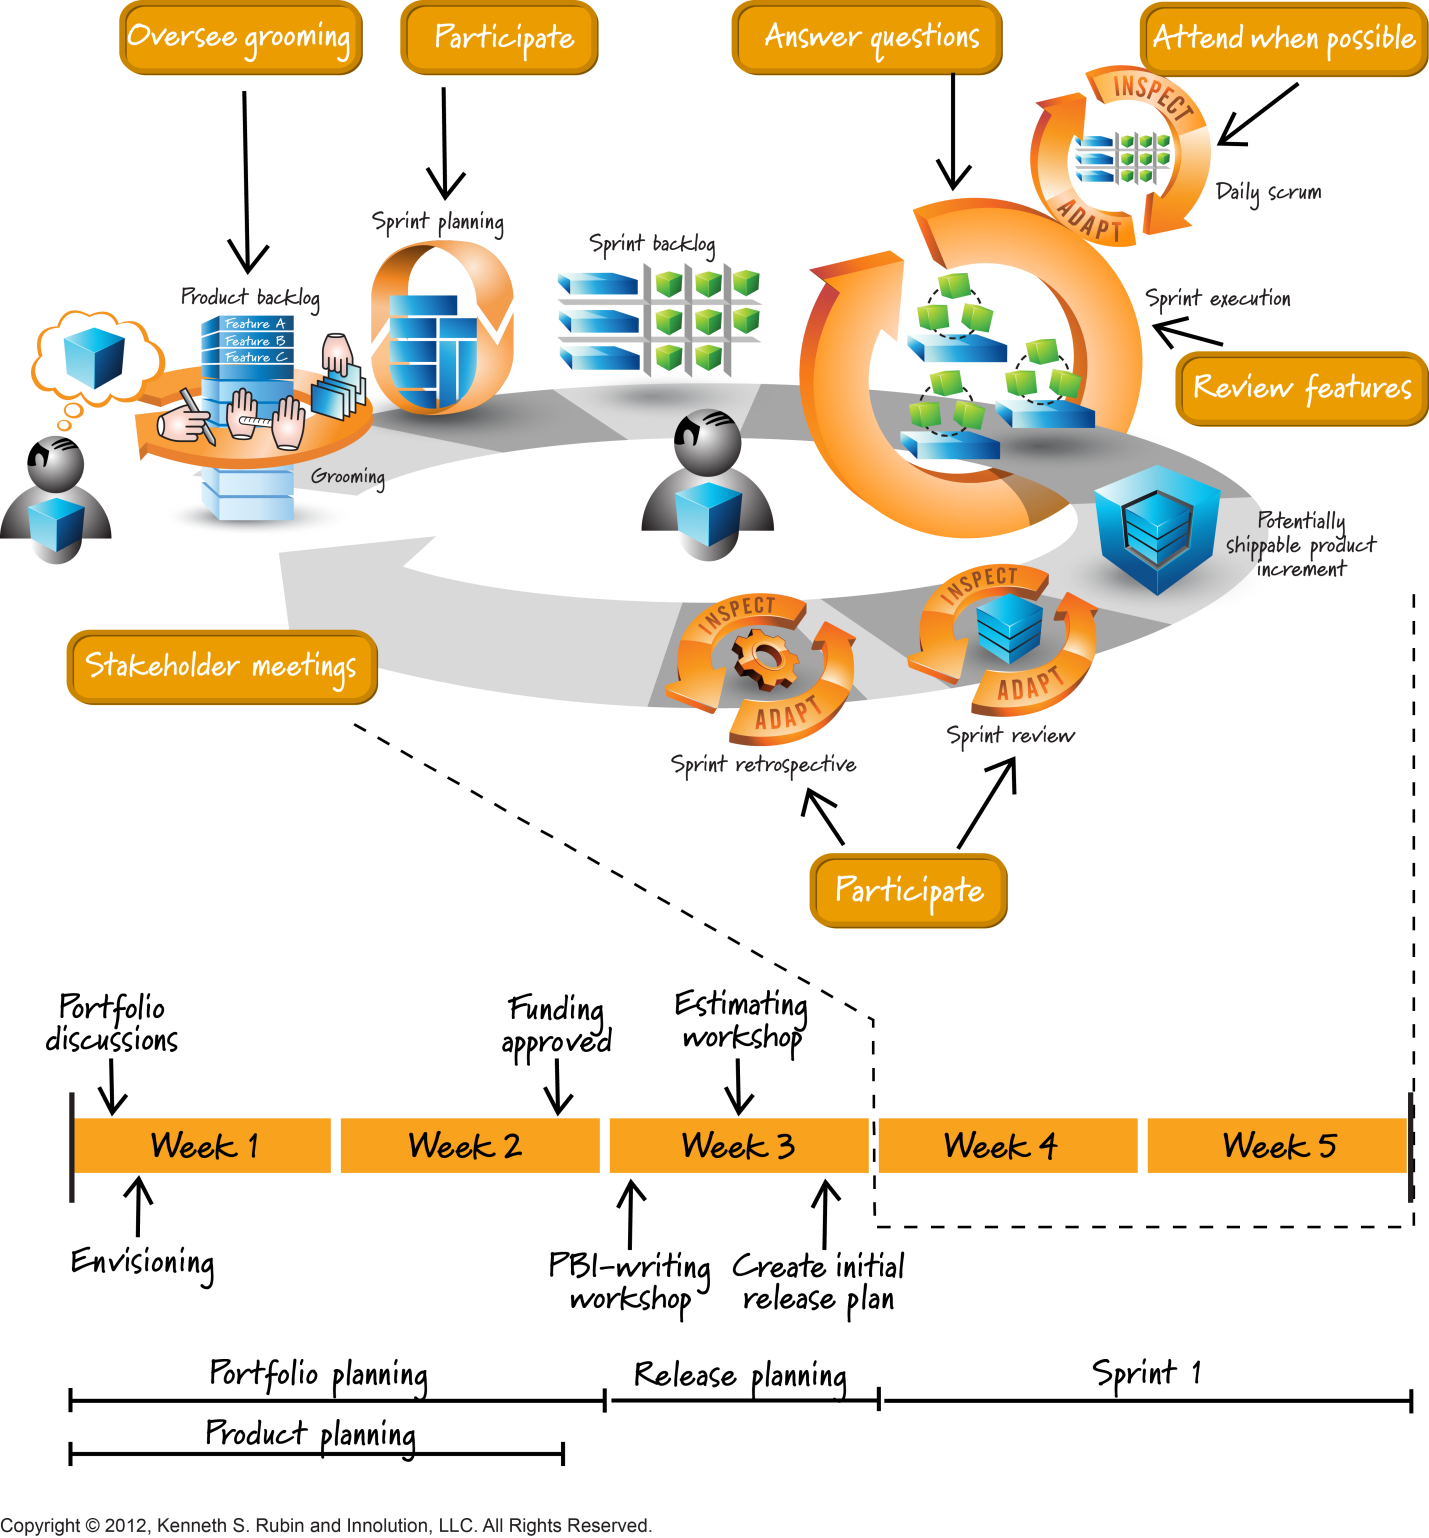 Oversee grooming
Participate
Answer questions
Attend when possible
INSPECT
ADAPT
Daily scrum
Sprint planning
Sprint backlog
Product backlog
Feature A
Feature B
Feature C
Sprint execution
Review features
Grooming
Potentially
shippable product
increment
Stakeholder meetings
INSPECT
ADAPT
Sprint retrospective
INSPECT
ADAPT
Sprint review
Participate
Portfolio
discussions
Funding
approved
Estimating
workshop
Week 1
Week 2
Week 3
Week 4
Week 5
Envisioning
PBI-writing
workshop
Create initial
release plan
Portfolio planning
Release planning
Sprint 1
Product planning
Copyright © 2012, Kenneth S. Rubin and Innolution, LLC. All Rights Reserved.